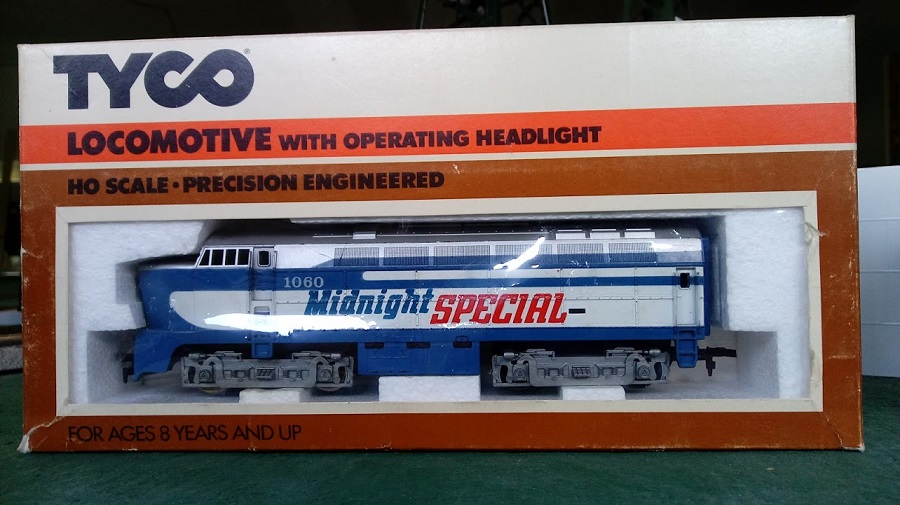 TYCO®
LOCOMOTIVE WITH OPERATING HEADLIGHT
HO SCALE • PRECISION ENGINEERED
1060
Midnight SPECIAL
FOR AGES 8 YEARS AND UP